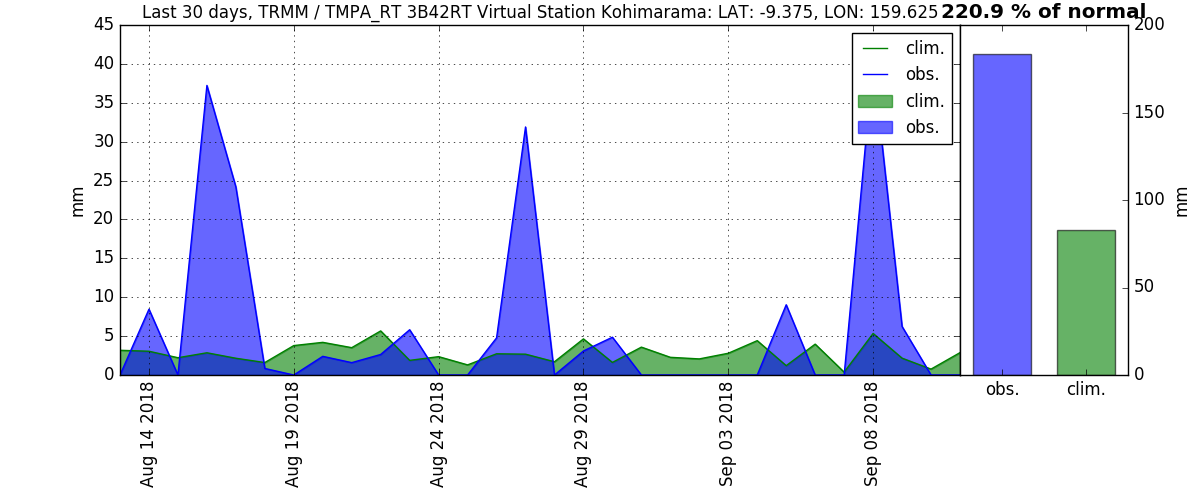 Last 30 days, TRMM / TMPA_RT 3B42RT Virtual Station Kohimarama: LAT: -9.375, LON: 159.625
220.9 % of normal
45
40
35
30
25
20
15
10
5
0
mm
clim.
obs.
clim.
obs.
Aug 14 2018
Aug 19 2018
Aug 24 2018
Aug 29 2018
Sep 03 2018
Sep 08 2018
200
150
100
50
0
mm
obs.
clim.